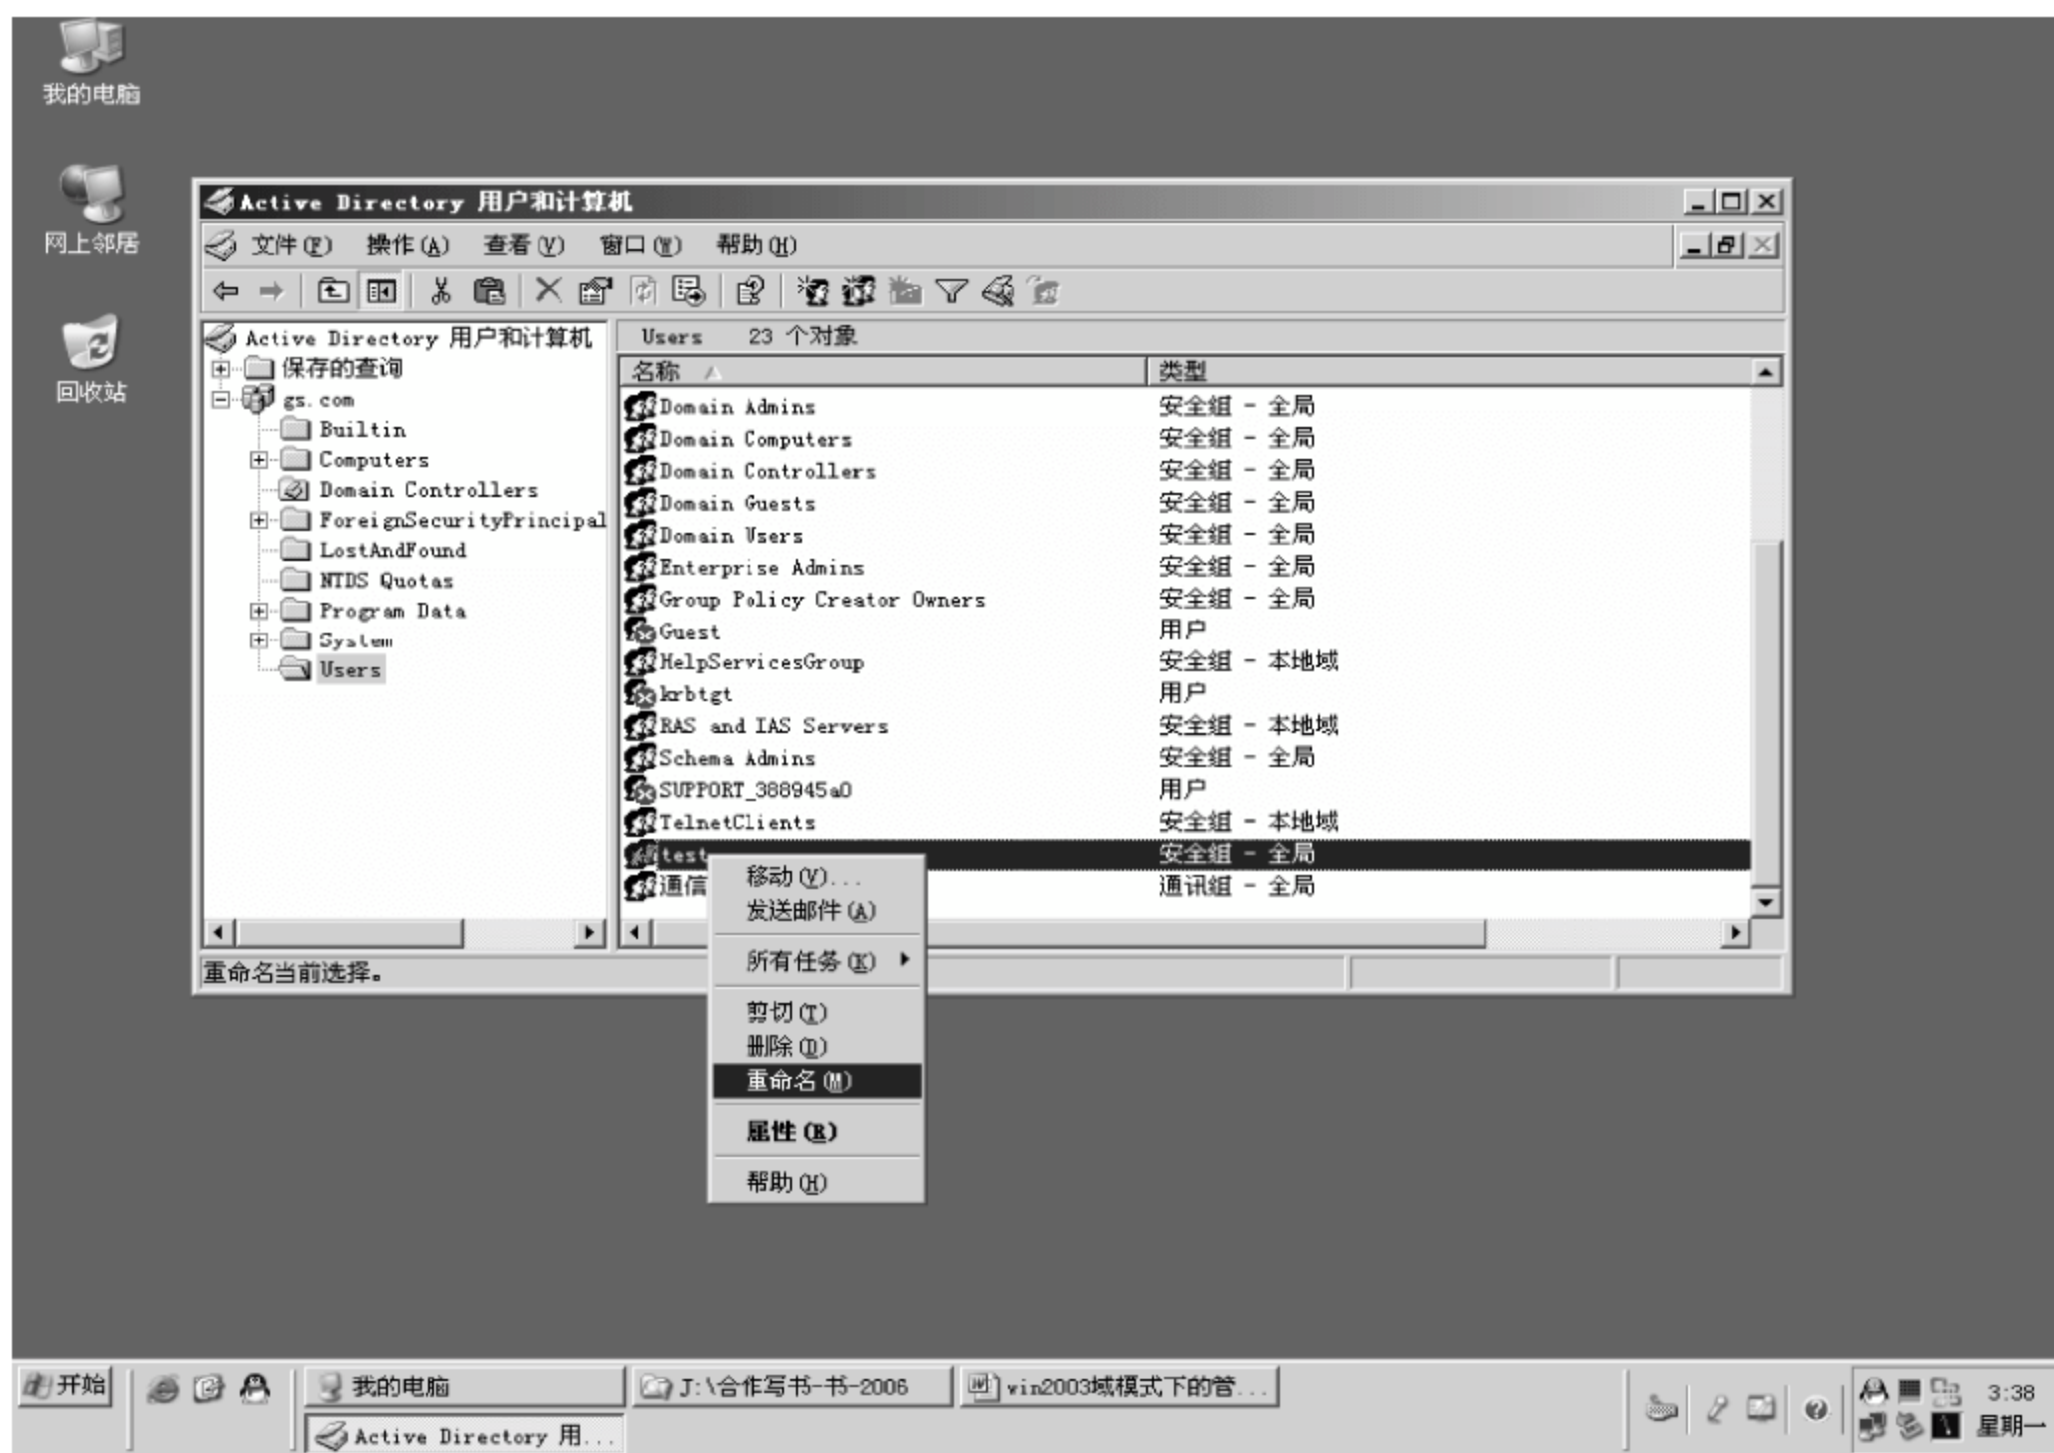 我的电脑
网上邻居
回收站
Active Directory 用户和计算机
文件(F) 操作(A) 查看(V) 窗口(W) 帮助(H)
Active Directory 用户和计算机
保存的查询
gs.com
Builtin
Computers
Domain Controllers
ForeignSecurityPrincipal
LostAndFound
NTDS Quotas
Program Data
System
Users
Users 23 个对象
名称 类型
Domain Admins 安全组 - 全局
Domain Computers 安全组 - 全局
Domain Controllers 安全组 - 全局
Domain Guests 安全组 - 全局
Domain Users 安全组 - 全局
Enterprise Admins 安全组 - 全局
Group Policy Creator Owners 安全组 - 全局
Guest 用户
HelpServicesGroup 安全组 - 本地域
krbtgt 用户
RAS and IAS Servers 安全组 - 本地域
Schema Admins 安全组 - 全局
SUPPORT_388945a0 用户
TelnetClients 安全组 - 本地域
test 安全组 - 全局
通信 通讯组 - 全局
移动(V)...
发送邮件(A)
所有任务(K)
剪切(T)
删除(D)
重命名(M)
属性(R)
帮助(H)
重命名当前选择。
开始 我的电脑 J:\合作写书-书-2006 win2003域模式下的管... 3:38
Active Directory 用... 星期一